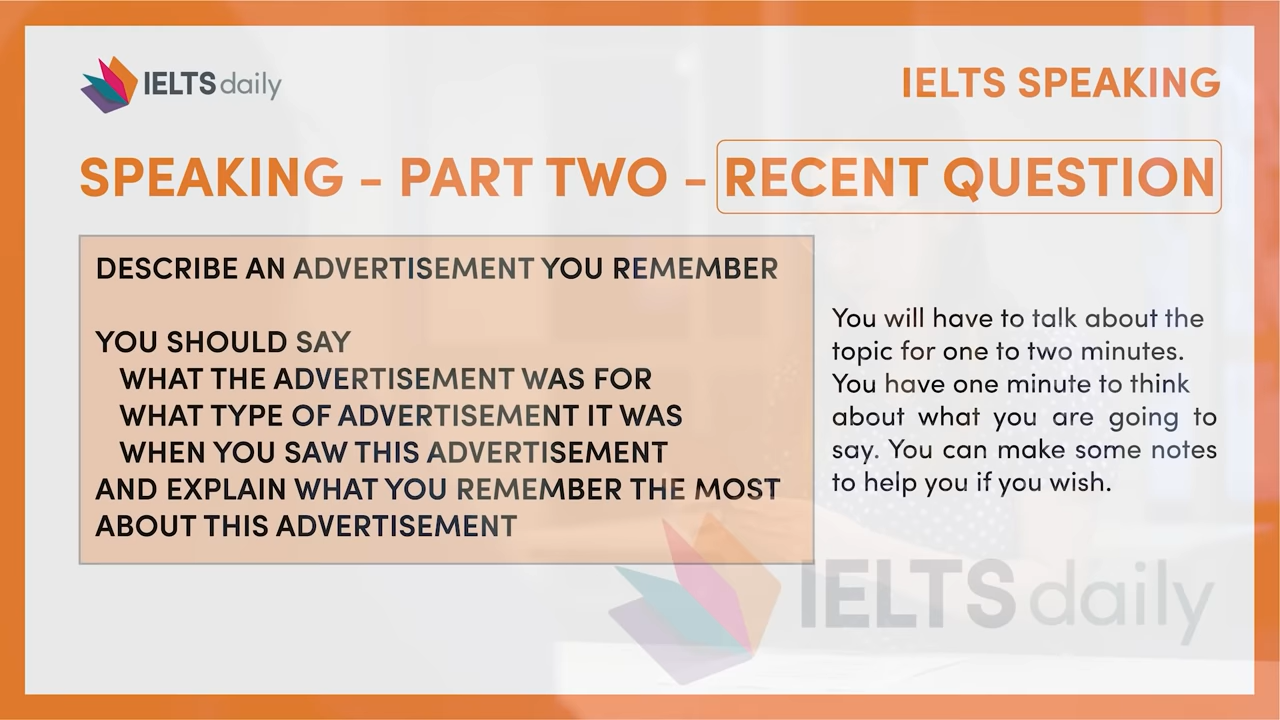 IELTS daily
IELTS SPEAKING
SPEAKING - PART TWO - RECENT QUESTION
DESCRIBE AN ADVERTISEMENT YOU REMEMBER
YOU SHOULD SAY
WHAT THE ADVERTISEMENT WAS FOR
WHAT TYPE OF ADVERTISEMENT IT WAS
WHEN YOU SAW THIS ADVERTISEMENT
AND EXPLAIN WHAT YOU REMEMBER THE MOST
ABOUT THIS ADVERTISEMENT
You will have to talk about the
topic for one to two minutes.
You have one minute to think
about what you are going to
say. You can make some notes
to help you if you wish.
IELTS daily